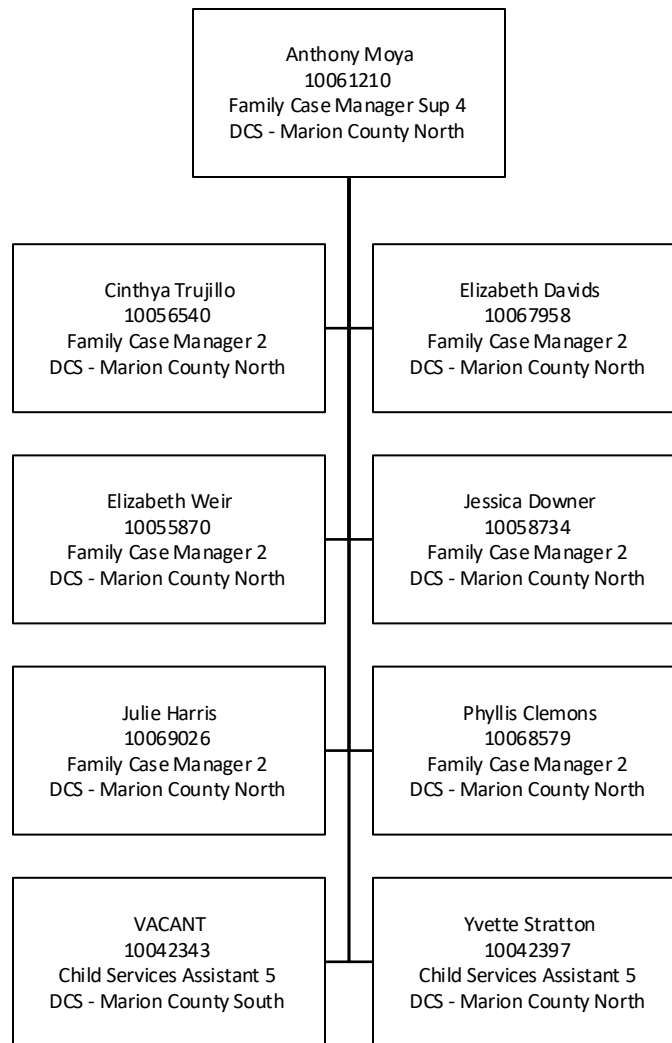 Anthony Moya
10061210
Family Case Manager Sup 4
DCS - Marion County North
Cinthya Trujillo
10056540
Family Case Manager 2
DCS - Marion County North
Elizabeth Davids
10067958
Family Case Manager 2
DCS - Marion County North
Elizabeth Weir
10055870
Family Case Manager 2
DCS - Marion County North
Jessica Downer
10058734
Family Case Manager 2
DCS - Marion County North
Julie Harris
10069026
Family Case Manager 2
DCS - Marion County North
Phyllis Clemons
10068579
Family Case Manager 2
DCS - Marion County North
VACANT
10042343
Child Services Assistant 5
DCS - Marion County South
Yvette Stratton
10042397
Child Services Assistant 5
DCS - Marion County North